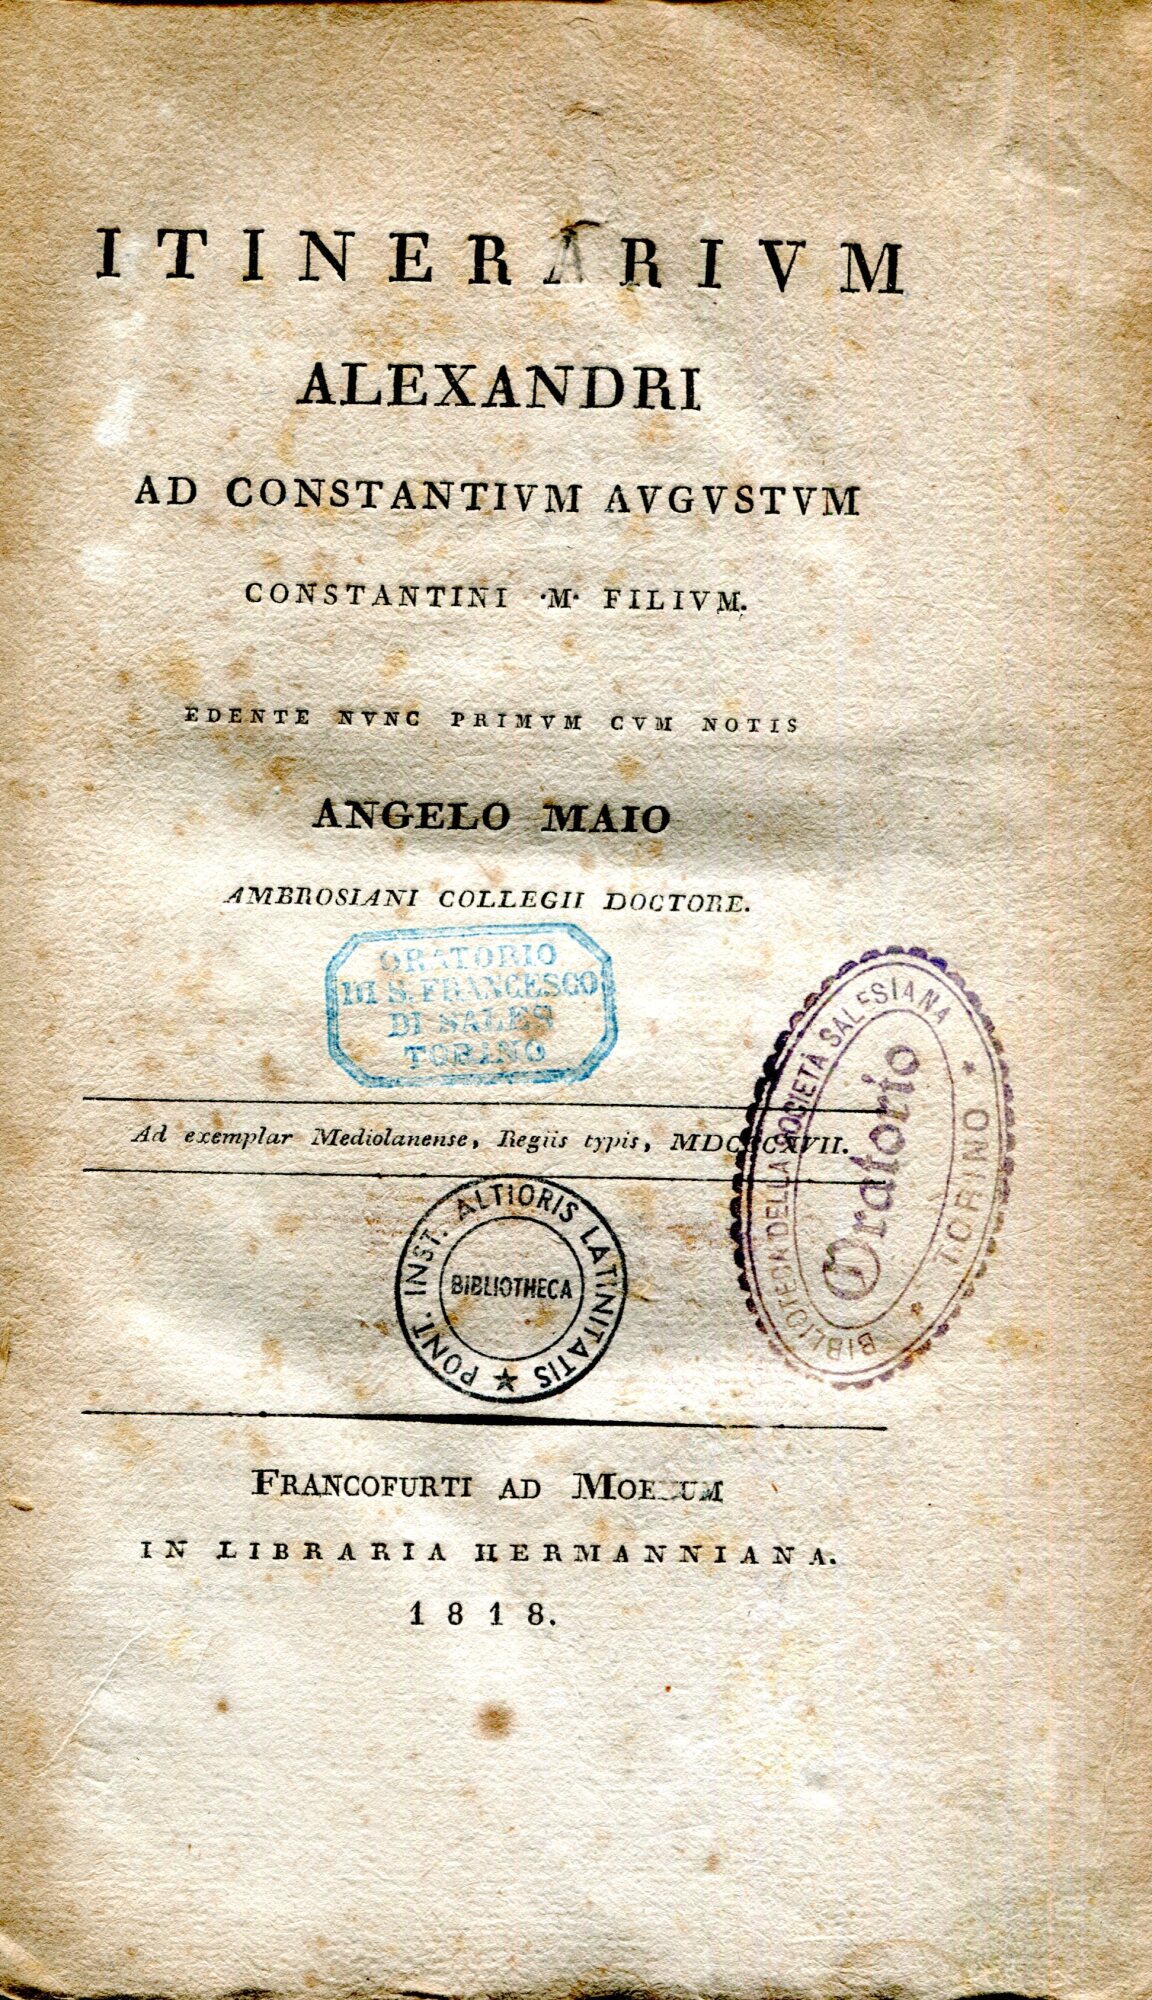 ITINERARIVM
ALEXANDRI
AD CONSTANTIVM AVGVSTVM
CONSTANTINI ·M· FILIVM.
EDENTE NVNC PRIMVM CVM NOTIS
ANGELO MAIO
AMBROSIANI COLLEGII DOCTORE.
ORATORIO
DI S. FRANCESCO
DI SALES
TORINO
Ad exemplar Mediolanense, Regiis typis, MDCCCXVII.
BIBLIOTECA DELLA SOCIETÀ SALESIANA
Oratorio
* TORINO *
PONT. INST. ALTIORIS LATINITATIS
BIBLIOTHECA
FRANCOFURTI AD MOENUM
IN LIBRARIA HERMANNIANA.
1818.